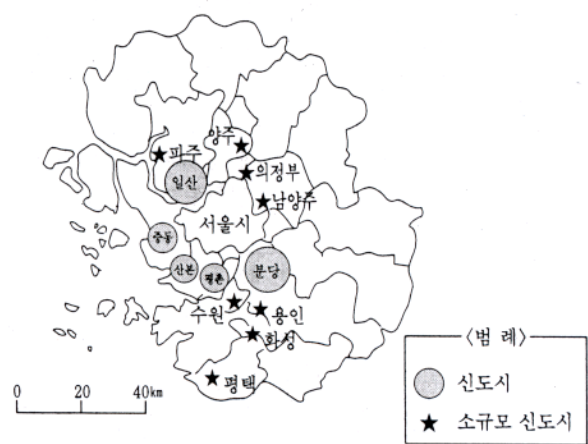 양주
파주
의정부
일산
남양주
서울시
중동
산본
평촌
분당
수원
용인
화성
평택
0 20 40km
〈범 례〉
신도시
소규모 신도시